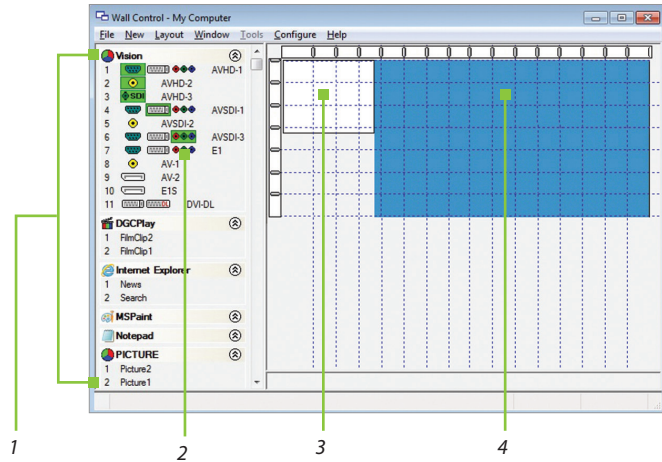 Wall Control - My Computer
File New Layout Window Tools Configure Help
Vision
1 AVHD-1
2 AVHD-2
3 SDI AVHD-3
4 AVSDI-1
5 AVSDI-2
6 AVSDI-3
7 E1
8 AV-1
9 AV-2
10 E1S
11 DVI-DL
DGCPlay
1 FilmClip2
2 FilmClip1
Internet Explorer
1 News
2 Search
MSPaint
Notepad
PICTURE
1 Picture2
2 Picture1
1 2 3 4